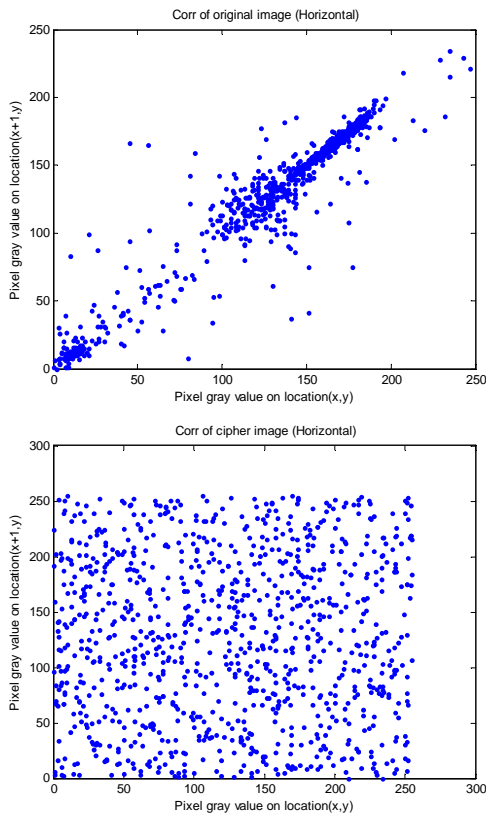 Corr of original image (Horizontal)
250
200
150
100
50
0
0 50 100 150 200 250
Pixel gray value on location(x+1,y)
Pixel gray value on location(x,y)
Corr of cipher image (Horizontal)
300
250
200
150
100
50
0
0 50 100 150 200 250 300
Pixel gray value on location(x+1,y)
Pixel gray value on location(x,y)